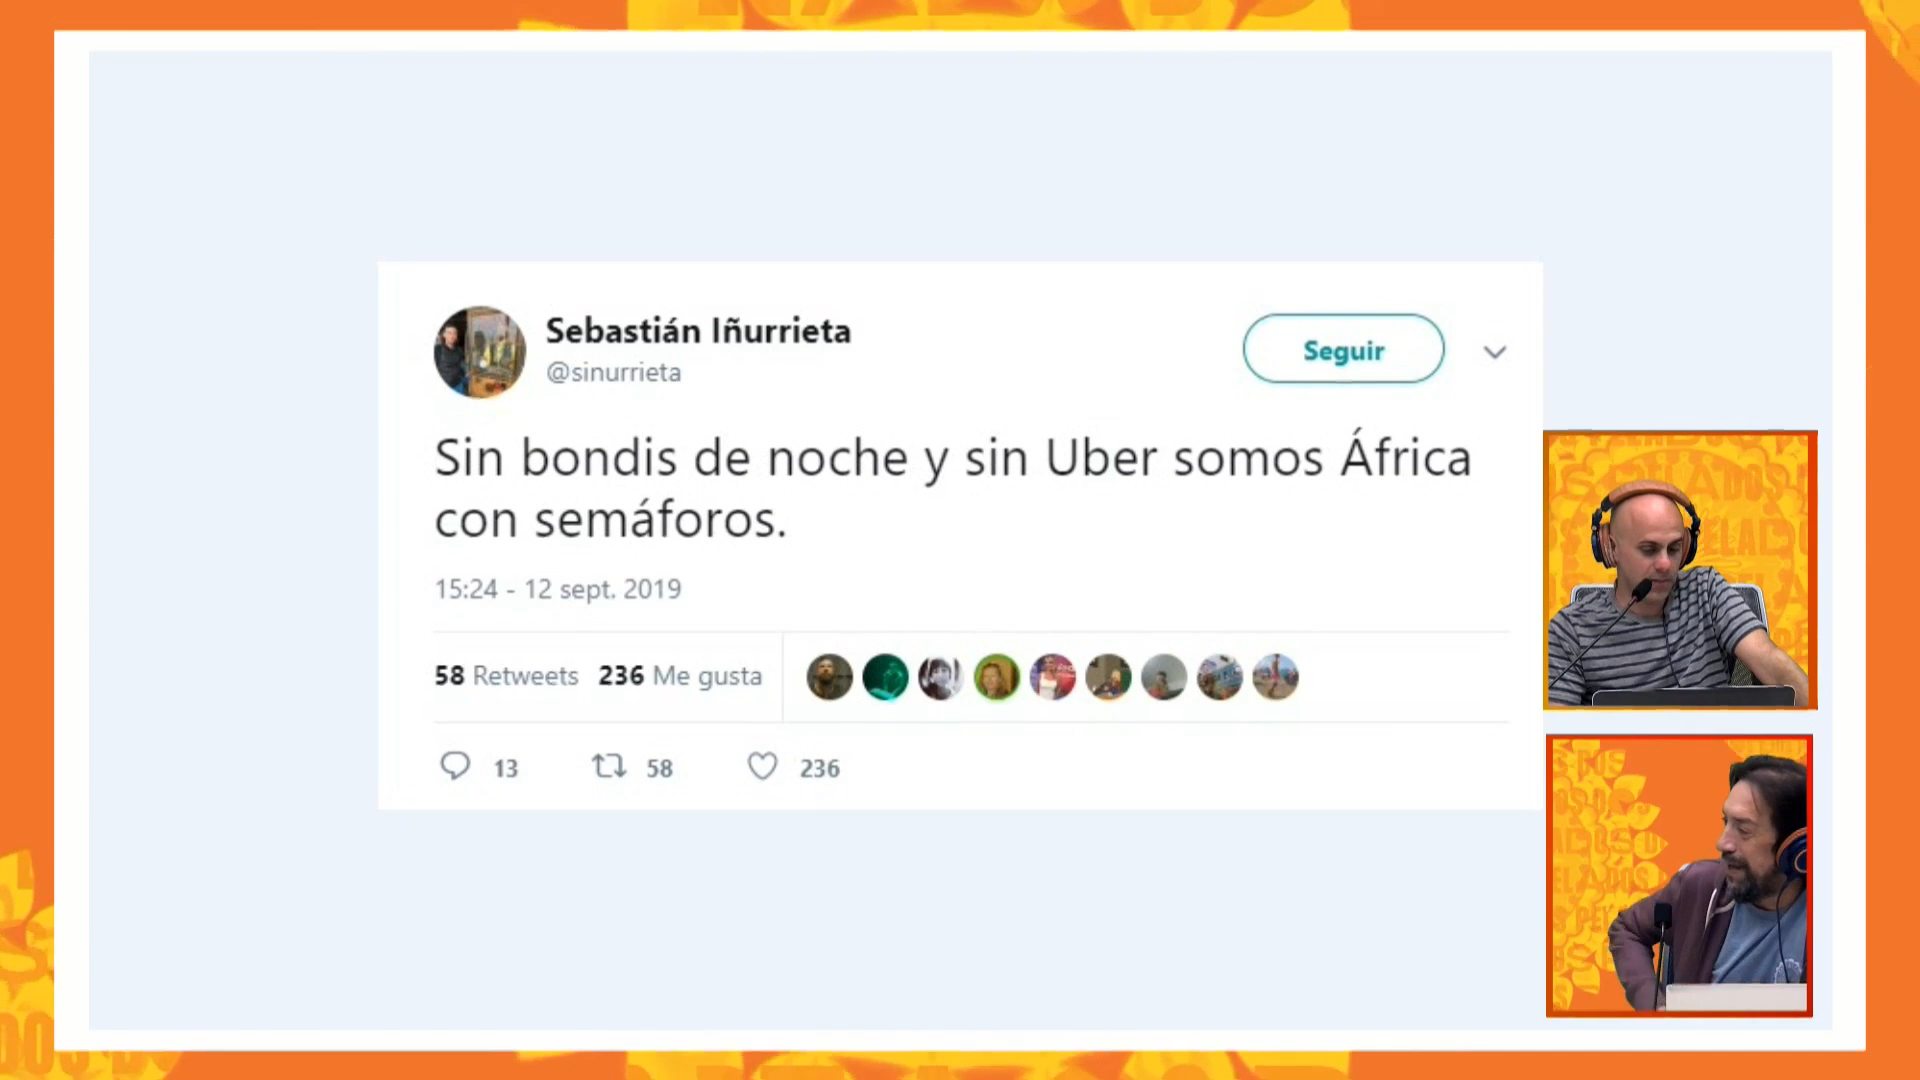 Sebastián Iñurrieta
@sinurrieta
Seguir
Sin bondis de noche y sin Uber somos África
con semáforos.
15:24 - 12 sept. 2019
58 Retweets 236 Me gusta
13 58 236